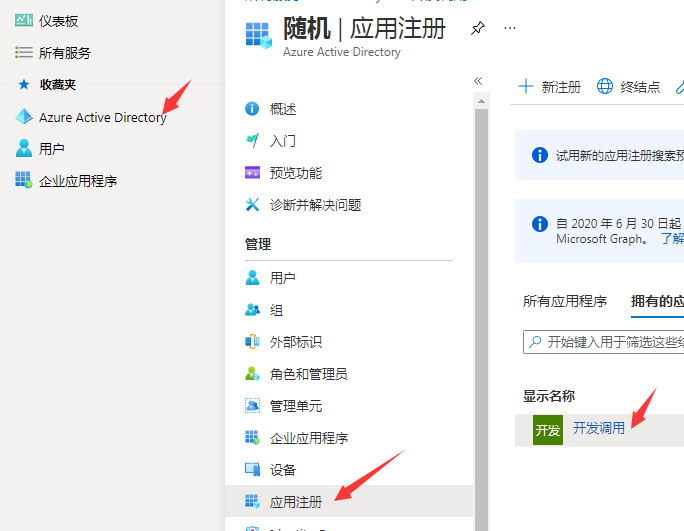 仪表板
所有服务
收藏夹
Azure Active Directory
用户
企业应用程序
随机 | 应用注册
Azure Active Directory
概述
入门
预览功能
诊断并解决问题
管理
用户
组
外部标识
角色和管理员
管理单元
企业应用程序
设备
应用注册
新注册
终结点
试用新的应用注册搜索预
自 2020 年 6 月 30 日起
Microsoft Graph。 了解
所有应用程序 拥有的应
开始键入用于筛选这些结
显示名称
开发 开发调用